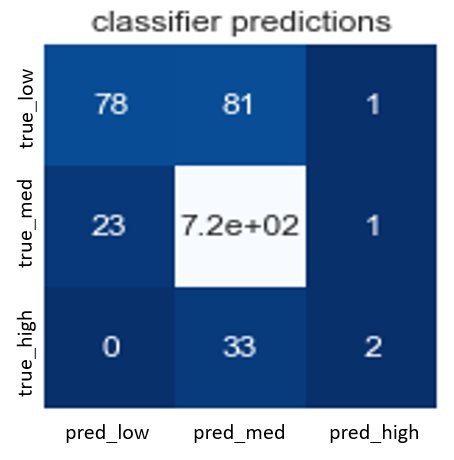 classifier predictions
true_low 78 81 1
true_med 23 7.2e+02 1
true_high 0 33 2
pred_low pred_med pred_high